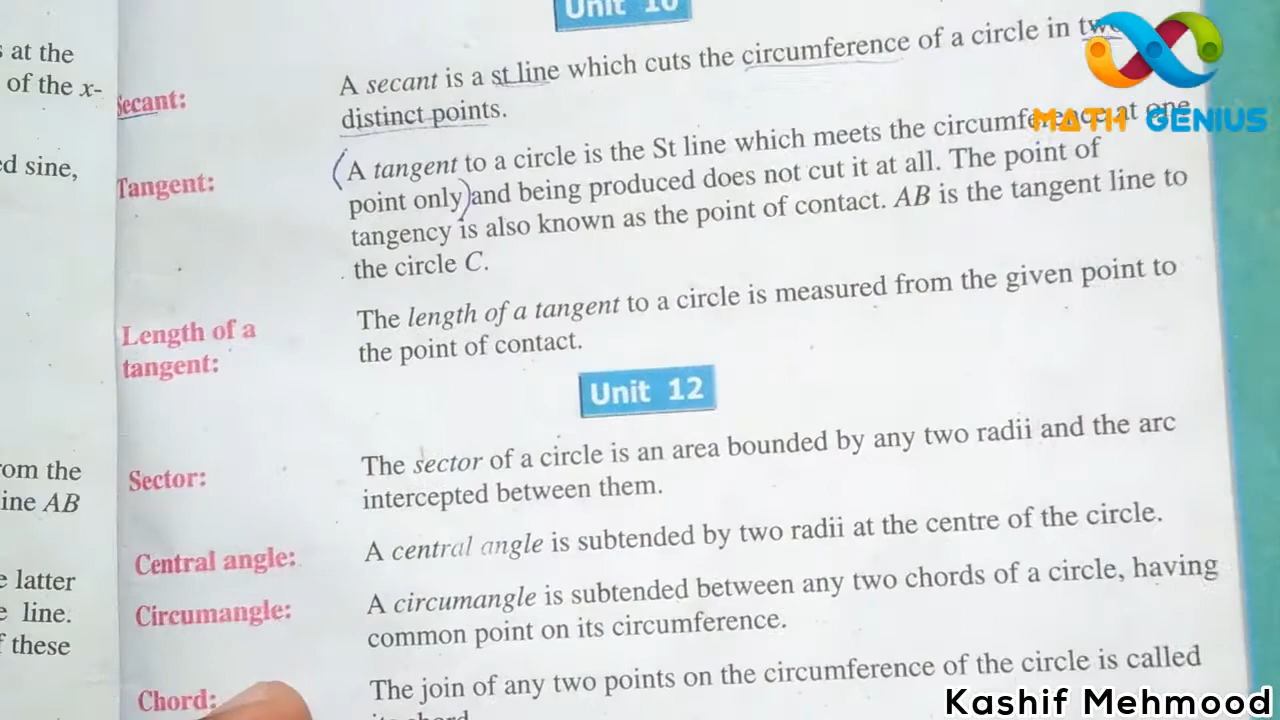 Unit 10
s at the
of the x-
ed sine,
rom the
ine AB
e latter
e line.
f these
Secant:
A secant is a st line which cuts the circumference of a circle in two
distinct points.
Tangent:
A tangent to a circle is the St line which meets the circumference at one
point only and being produced does not cut it at all. The point of
tangency is also known as the point of contact. AB is the tangent line to
the circle C.
Length of a
tangent:
The length of a tangent to a circle is measured from the given point to
the point of contact.
Unit 12
Sector:
The sector of a circle is an area bounded by any two radii and the arc
intercepted between them.
Central angle:
A central angle is subtended by two radii at the centre of the circle.
Circumangle:
A circumangle is subtended between any two chords of a circle, having
common point on its circumference.
Chord:
The join of any two points on the circumference of the circle is called
its chord
MATH GENIUS
Kashif Mehmood